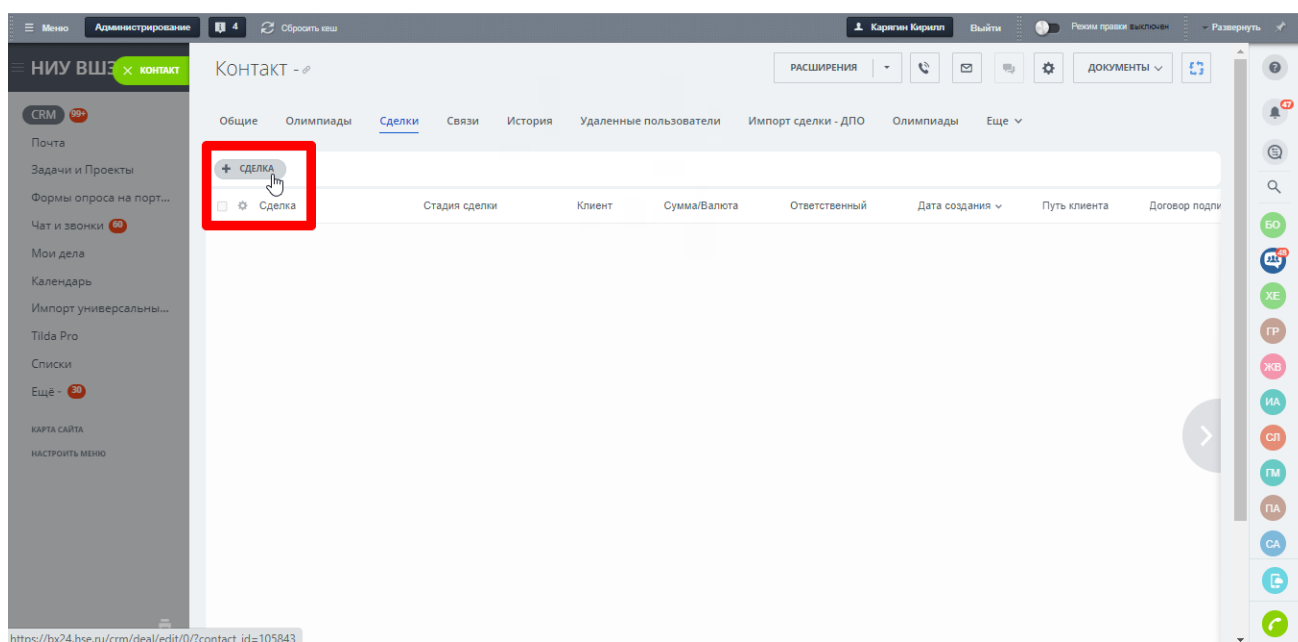 Меню Администрирование 4 Сбросить кеш Карягин Кирилл Выйти Режим правки выключен Развернуть
НИУ ВШЭ КОНТАКТ Контакт - РАСШИРЕНИЯ ДОКУМЕНТЫ
CRM 99+
Почта
Задачи и Проекты
Формы опроса на порт...
Чат и звонки 60
Мои дела
Календарь
Импорт универсальны...
Tilda Pro
Списки
Ещё - 30
КАРТА САЙТА
НАСТРОИТЬ МЕНЮ
Общие Олимпиады Сделки Связи История Удаленные пользователи Импорт сделки - ДПО Олимпиады Еще
+ СДЕЛКА
Сделка Стадия сделки Клиент Сумма/Валюта Ответственный Дата создания Путь клиента Договор подпи
47
БО
48
ХЕ
ГР
ЖВ
ИА
СЛ
ГМ
ПА
СА
https://bx24.hse.ru/crm/deal/edit/0/?contact_id=105843